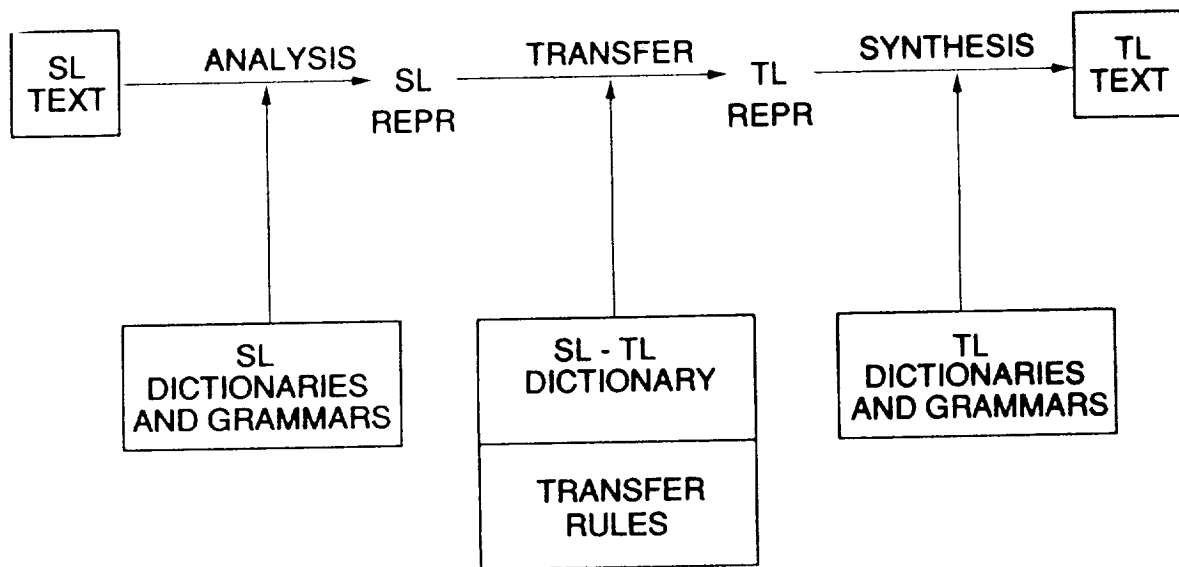 SL
TEXT
ANALYSIS
SL
REPR
TRANSFER
TL
REPR
SYNTHESIS
TL
TEXT
SL
DICTIONARIES
AND GRAMMARS
SL - TL
DICTIONARY
TRANSFER
RULES
TL
DICTIONARIES
AND GRAMMARS